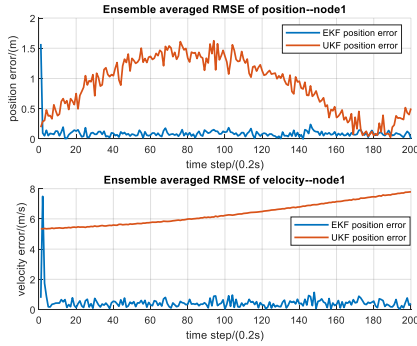 Ensemble averaged RMSE of position--node1
EKF position error
UKF position error
position error/(m)
2
1.5
1
0.5
0
0 20 40 60 80 100 120 140 160 180 200
time step/(0.2s)
Ensemble averaged RMSE of velocity--node1
EKF position error
UKF position error
velocity error/(m/s)
8
6
4
2
0
0 20 40 60 80 100 120 140 160 180 200
time step/(0.2s)